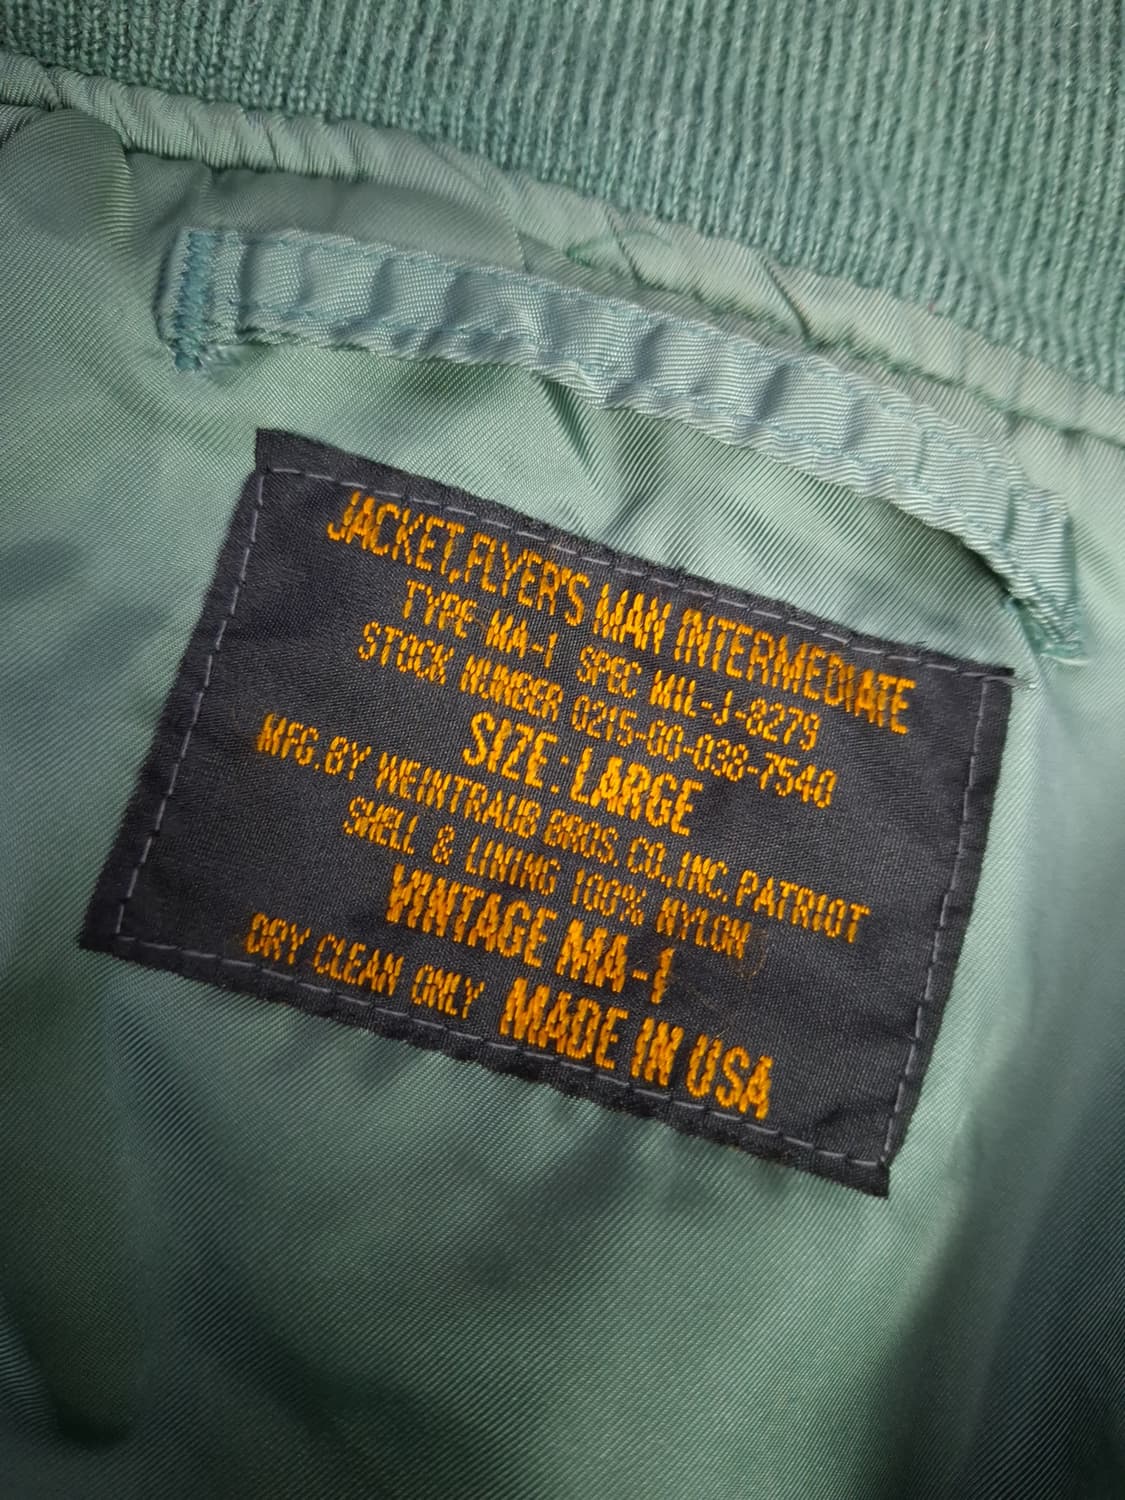 JACKET,FLYER'S MAN INTERMEDIATE
TYPE MA-1 SPEC MIL-J-8279
STOCK NUMBER 0215-00-038-7540
SIZE: LARGE
MFG.BY WEINTRAUB BROS. CO.,INC. PATRIOT
SHELL & LINING 100% NYLON
VINTAGE MA-1
DRY CLEAN ONLY MADE IN USA